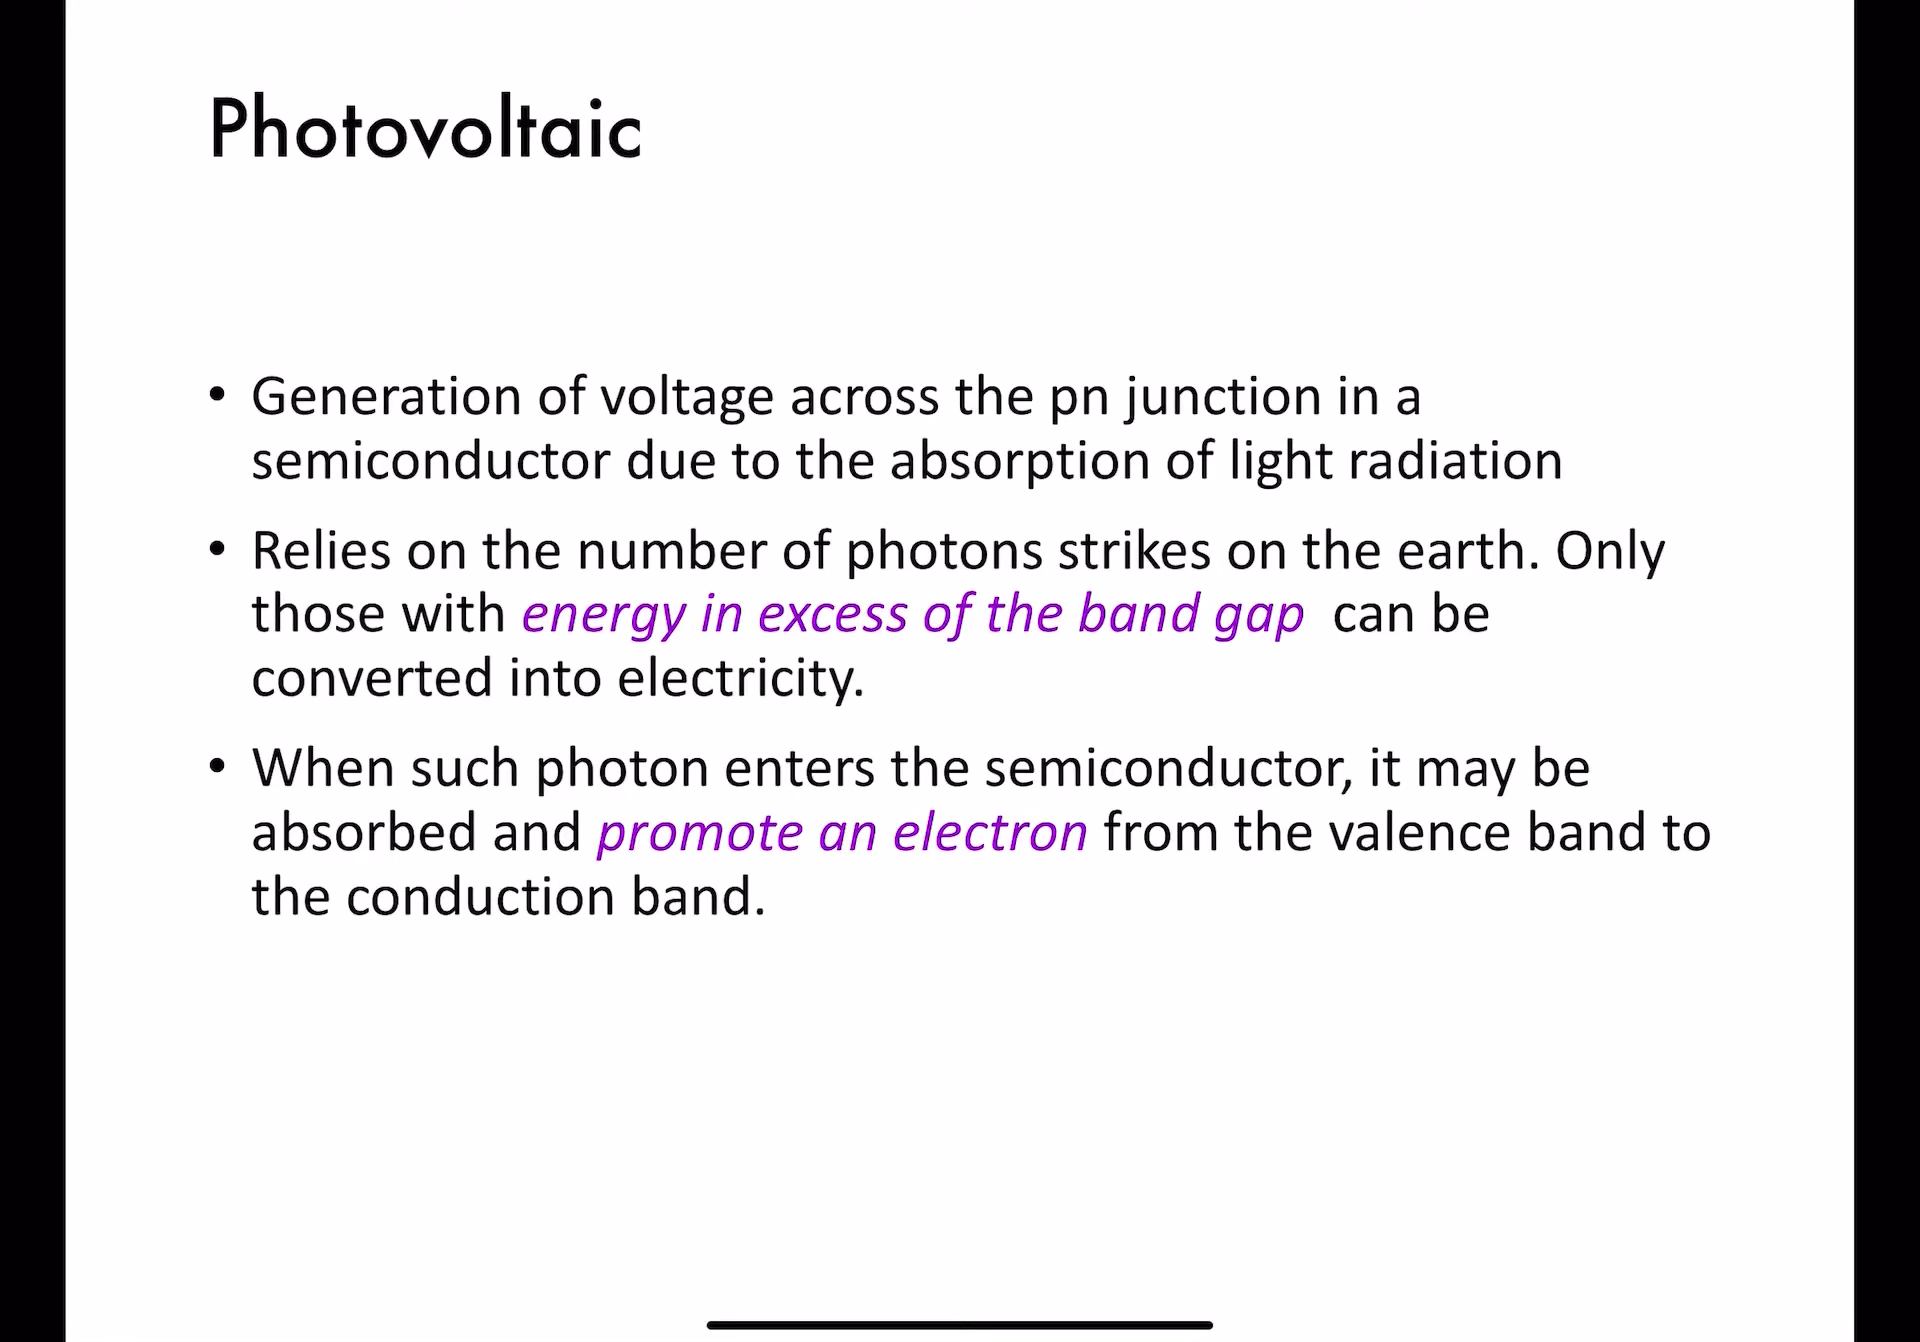 Photovoltaic
• Generation of voltage across the pn junction in a
semiconductor due to the absorption of light radiation
• Relies on the number of photons strikes on the earth. Only
those with energy in excess of the band gap can be
converted into electricity.
• When such photon enters the semiconductor, it may be
absorbed and promote an electron from the valence band to
the conduction band.